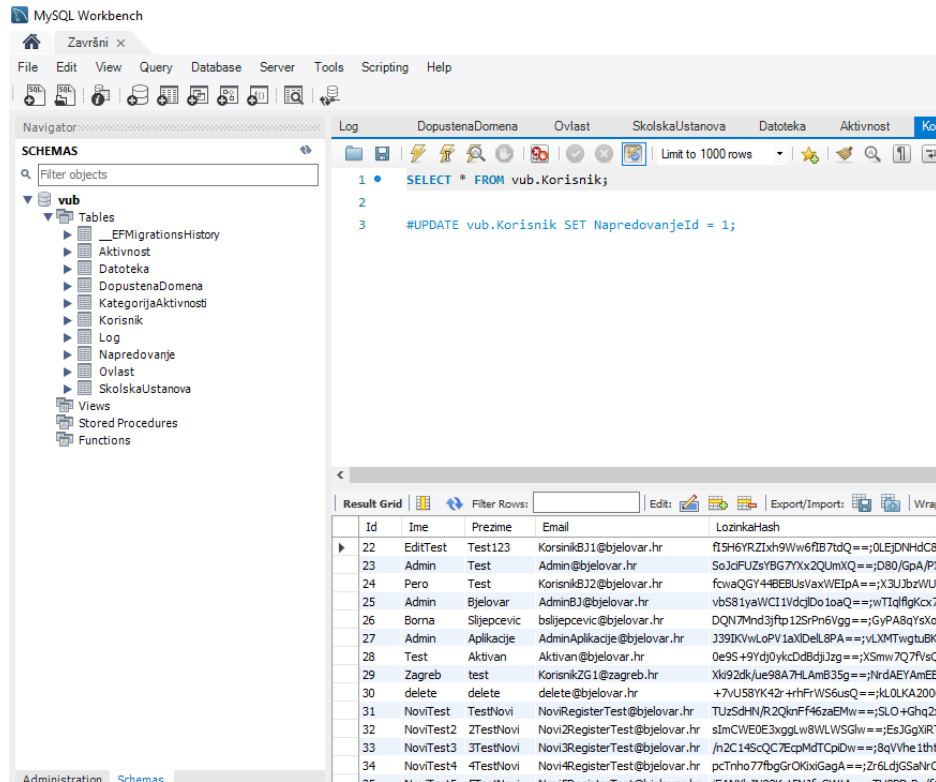 MySQL Workbench
Završni
File Edit View Query Database Server Tools Scripting Help
Navigator
SCHEMAS
Filter objects
vub
Tables
__EFMigrationsHistory
Aktivnost
Datoteka
DopustenaDomena
KategorijaAktivnosti
Korisnik
Log
Napredovanje
Ovlast
SkolskaUstanova
Views
Stored Procedures
Functions
Administration Schemas
Log DopustenaDomena Ovlast SkolskaUstanova Datoteka Aktivnost Ko
Limit to 1000 rows
1 SELECT * FROM vub.Korisnik;
2
3 #UPDATE vub.Korisnik SET NapredovanjeId = 1;
Result Grid Filter Rows: Edit: Export/Import: Wra
Id Ime Prezime Email LozinkaHash
22 EditTest Test123 KorsinikBJ1@bjelovar.hr
23 Admin Test Admin@bjelovar.hr
24 Pero Test KorisnikBJ2@bjelovar.hr
25 Admin Bjelovar AdminBJ@bjelovar.hr
26 Borna Slijepcevic bslijepcevic@bjelovar.hr
27 Admin Aplikacije AdminAplikacije@bjelovar.hr
28 Test Aktivan Aktivan@bjelovar.hr
29 Zagreb test KorisnikZG1@zagreb.hr
30 delete delete delete@bjelovar.hr
31 NoviTest TestNovi NoviRegisterTest@bjelovar.hr
32 NoviTest2 2TestNovi Novi2RegisterTest@bjelovar.hr
33 NoviTest3 3TestNovi Novi3RegisterTest@bjelovar.hr
34 NoviTest4 4TestNovi Novi4RegisterTest@bjelovar.hr